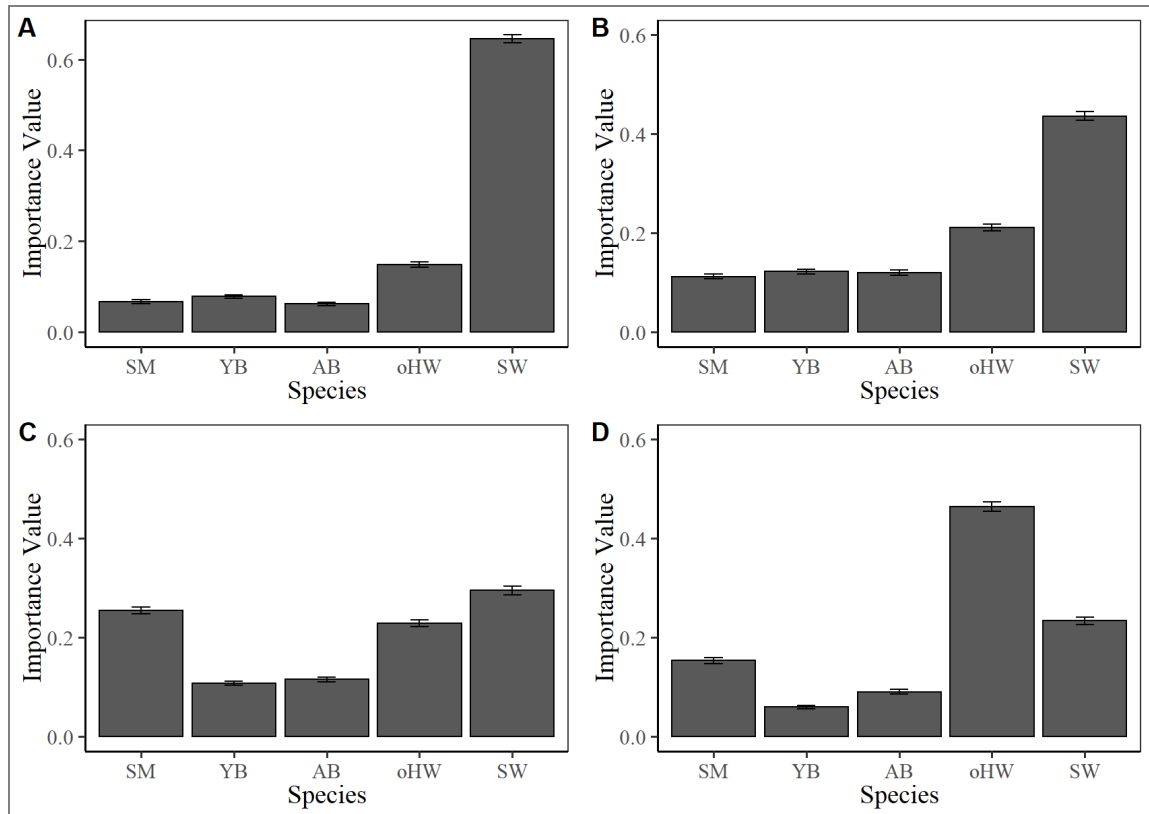 A
Importance Value
0.6
0.4
0.2
0.0
SM YB AB oHW SW
Species
B
Importance Value
0.6
0.4
0.2
0.0
SM YB AB oHW SW
Species
C
Importance Value
0.6
0.4
0.2
0.0
SM YB AB oHW SW
Species
D
Importance Value
0.6
0.4
0.2
0.0
SM YB AB oHW SW
Species